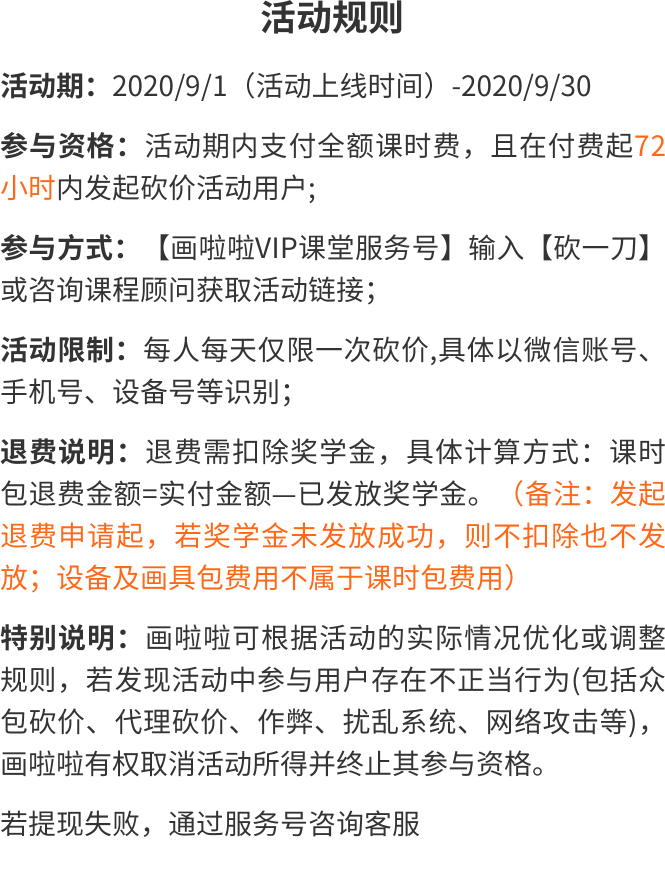 活动规则
活动期：2020/9/1（活动上线时间）-2020/9/30
参与资格：活动期内支付全额课时费，且在付费起72
小时内发起砍价活动用户;
参与方式：【画啦啦VIP课堂服务号】输入【砍一刀】
或咨询课程顾问获取活动链接；
活动限制：每人每天仅限一次砍价,具体以微信账号、
手机号、设备号等识别；
退费说明：退费需扣除奖学金，具体计算方式：课时
包退费金额=实付金额—已发放奖学金。（备注：发起
退费申请起，若奖学金未发放成功，则不扣除也不发
放；设备及画具包费用不属于课时包费用）
特别说明：画啦啦可根据活动的实际情况优化或调整
规则，若发现活动中参与用户存在不正当行为(包括众
包砍价、代理砍价、作弊、扰乱系统、网络攻击等)，
画啦啦有权取消活动所得并终止其参与资格。
若提现失败，通过服务号咨询客服